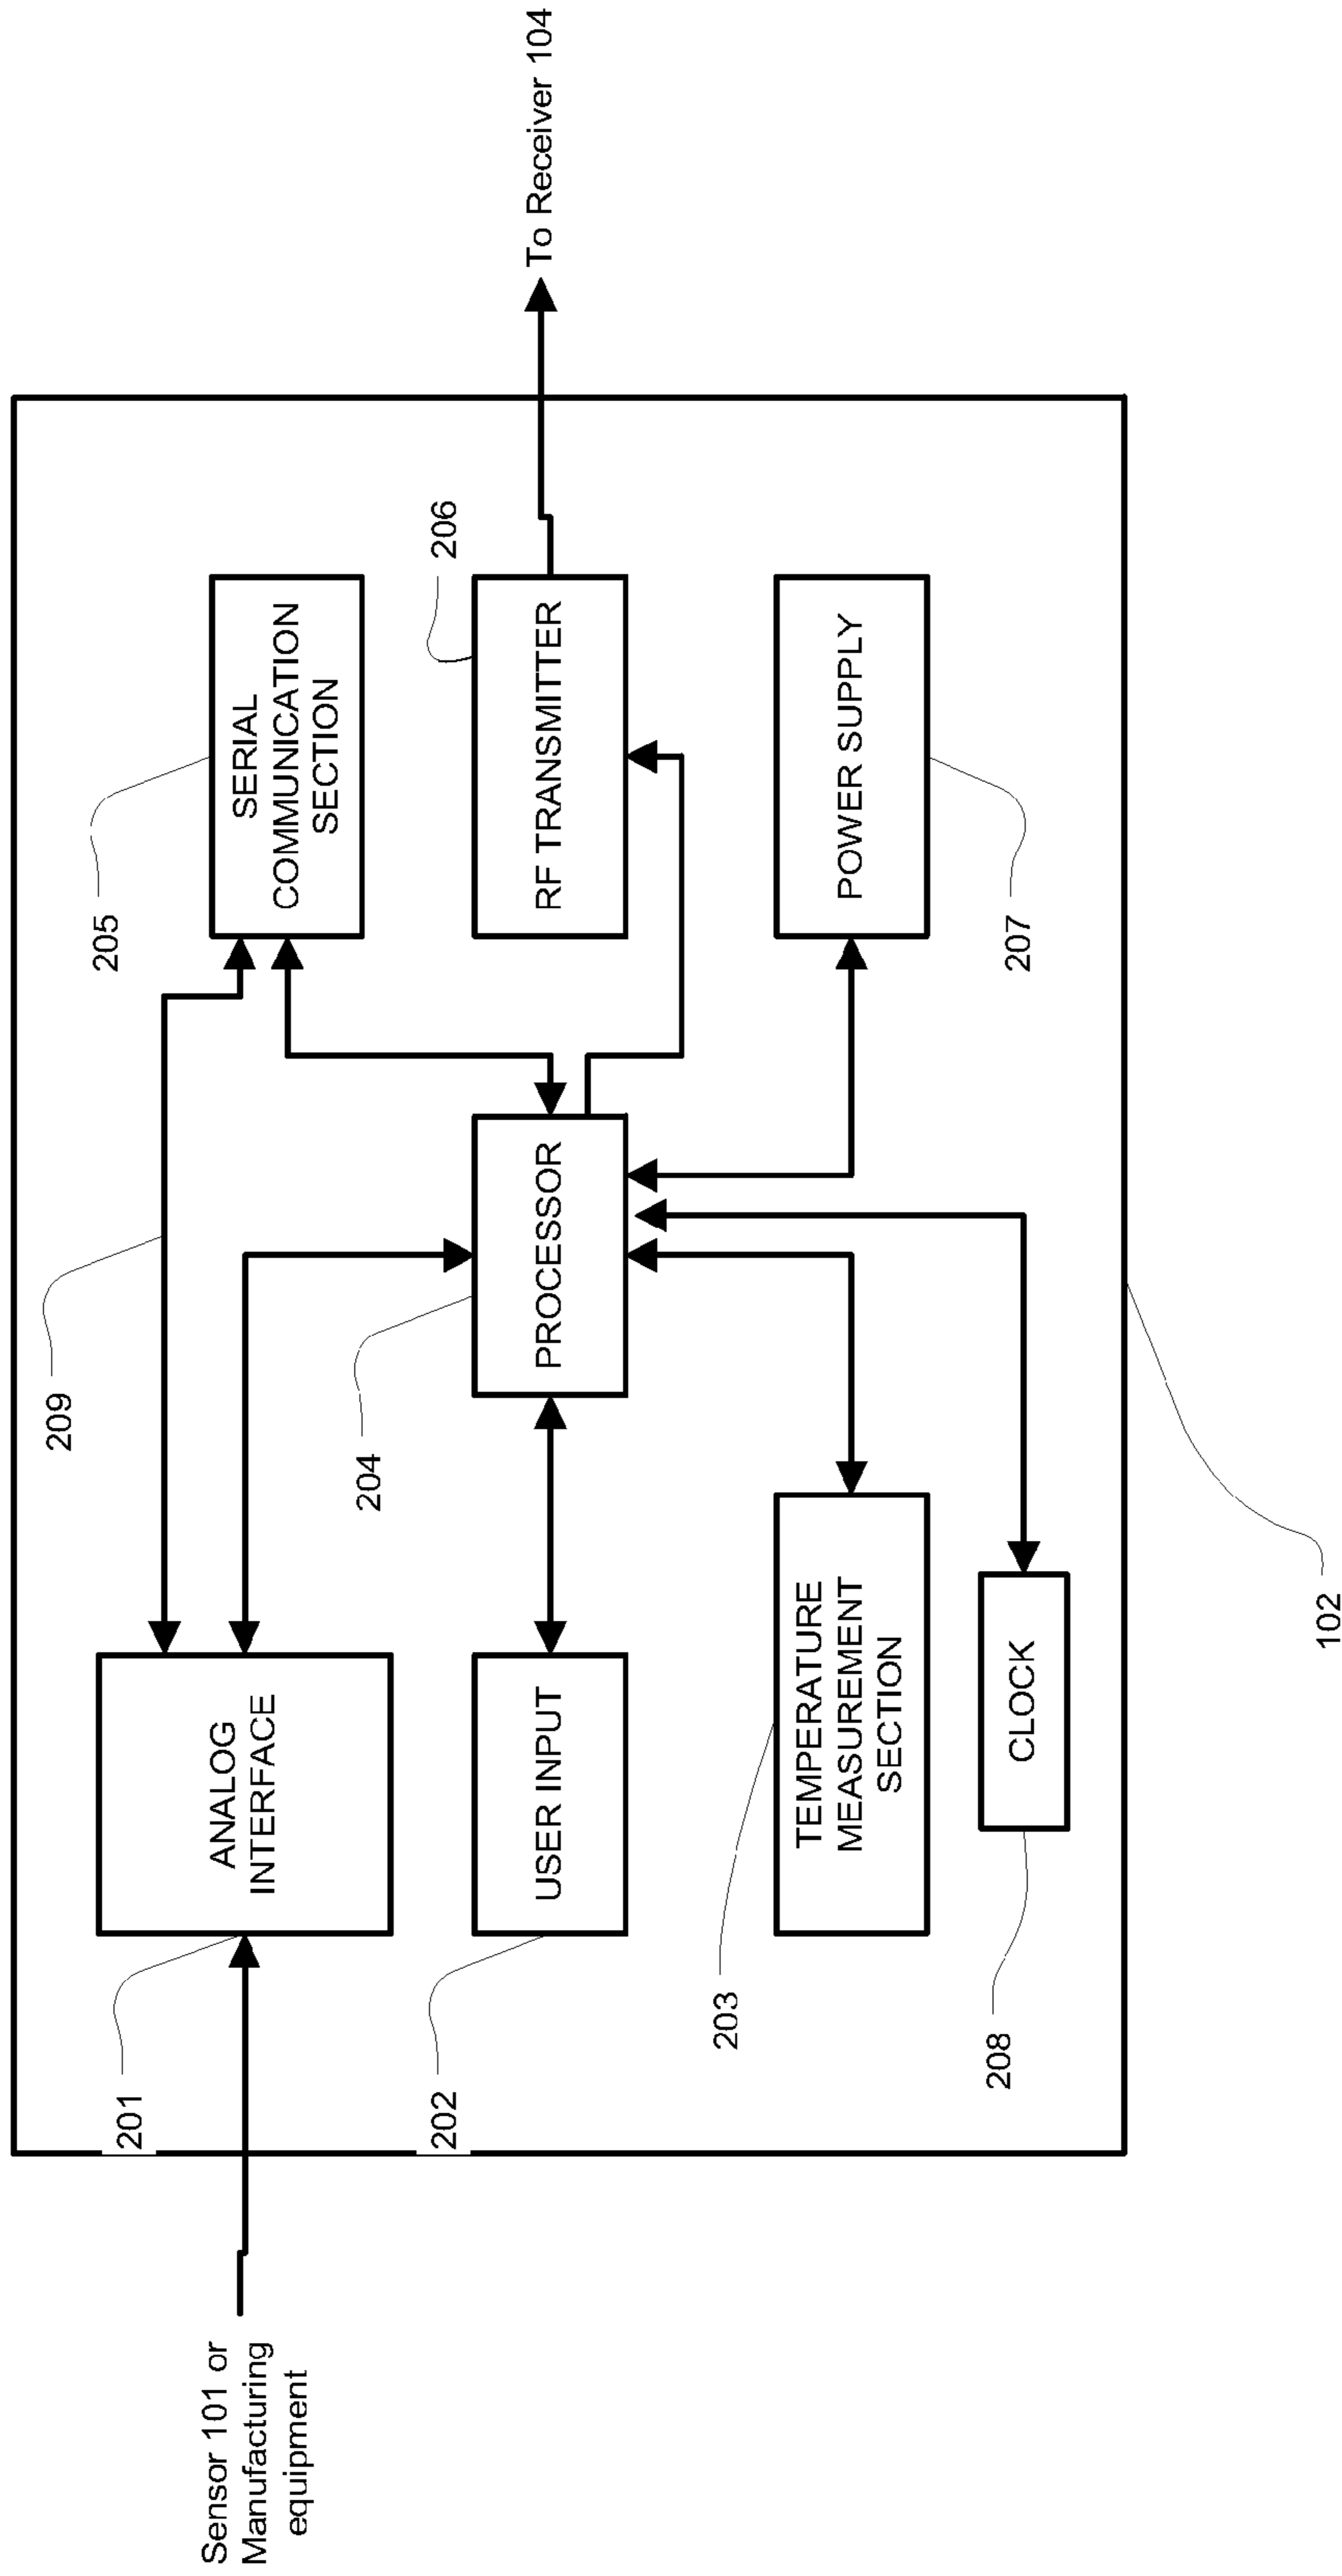 Sensor 101 or
Manufacturing
equipment
201
ANALOG
INTERFACE
209
205
SERIAL
COMMUNICATION
SECTION
202
USER INPUT
204
PROCESSOR
206
RF TRANSMITTER
To Receiver 104
203
TEMPERATURE
MEASUREMENT
SECTION
POWER SUPPLY
207
208
CLOCK
102